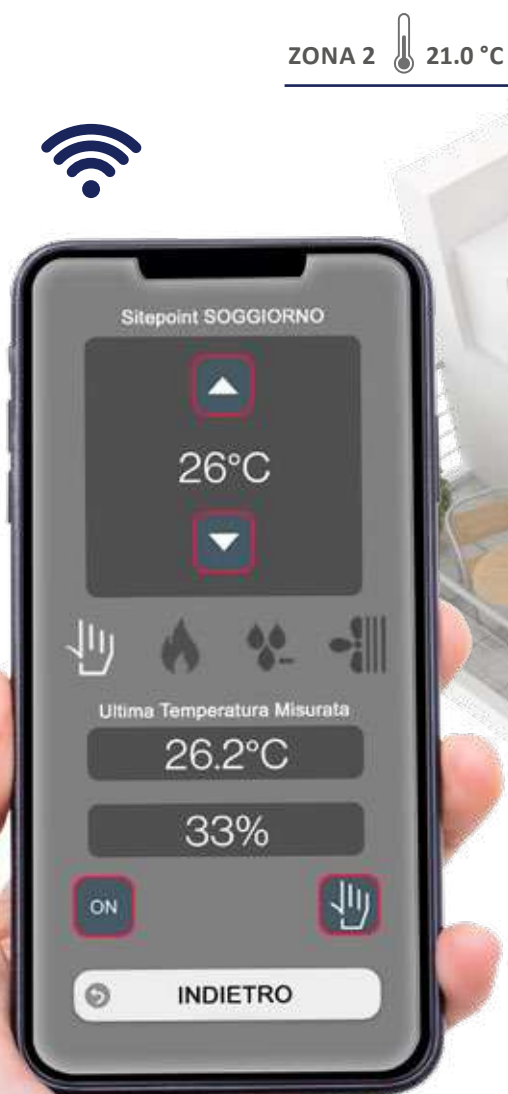 ZONA 2 21.0 °C
Sitepoint SOGGIORNO
26°C
Ultima Temperatura Misurata
26.2°C
33%
ON
INDIETRO